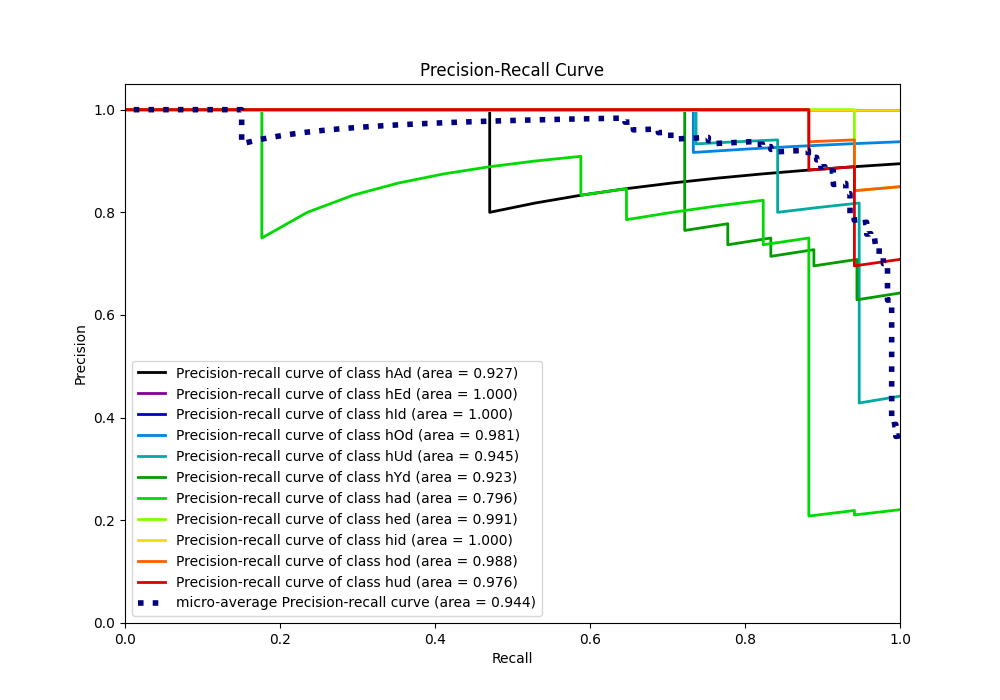 Precision-Recall Curve
1.0
0.8
0.6
0.4
0.2
0.0
Precision
Precision-recall curve of class hAd (area = 0.927)
Precision-recall curve of class hEd (area = 1.000)
Precision-recall curve of class hId (area = 1.000)
Precision-recall curve of class hOd (area = 0.981)
Precision-recall curve of class hUd (area = 0.945)
Precision-recall curve of class hYd (area = 0.923)
Precision-recall curve of class had (area = 0.796)
Precision-recall curve of class hed (area = 0.991)
Precision-recall curve of class hid (area = 1.000)
Precision-recall curve of class hod (area = 0.988)
Precision-recall curve of class hud (area = 0.976)
micro-average Precision-recall curve (area = 0.944)
0.0 0.2 0.4 0.6 0.8 1.0
Recall